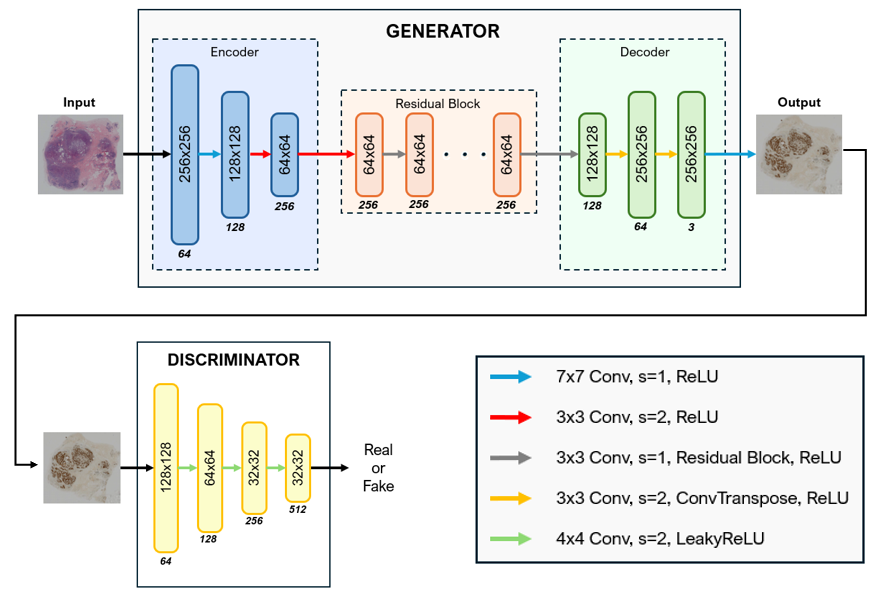 GENERATOR
Encoder
Residual Block
Decoder
Input
Output
256x256
128x128
64x64
64x64
64x64
64x64
128x128
256x256
256x256
64
128
256
256
256
256
128
64
3
DISCRIMINATOR
128x128
64x64
32x32
32x32
64
128
256
512
Real
or
Fake
7x7 Conv, s=1, ReLU
3x3 Conv, s=2, ReLU
3x3 Conv, s=1, Residual Block, ReLU
3x3 Conv, s=2, ConvTranspose, ReLU
4x4 Conv, s=2, LeakyReLU